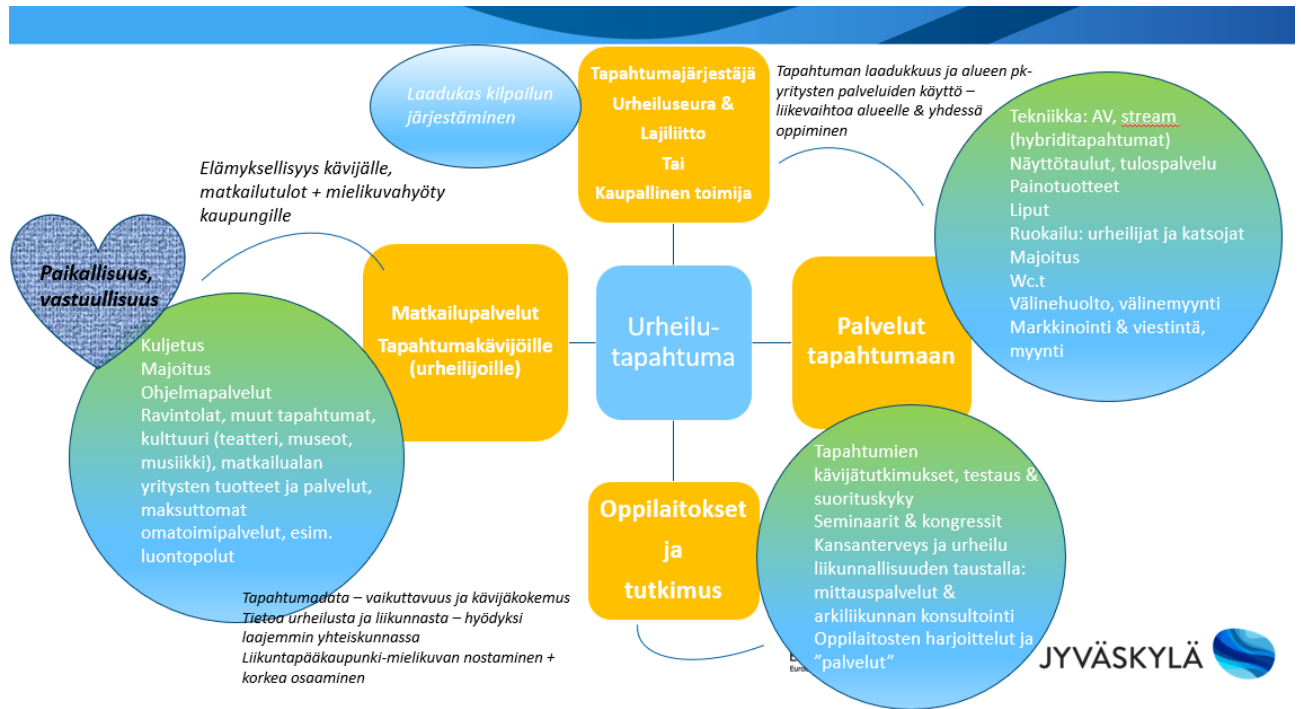 Laadukas kilpailun
järjestäminen
Tapahtumajärjestäjä
Urheiluseura &
Lajiliitto
Tai
Kaupallinen toimija
Tapahtuman laadukkuus ja alueen pk-
yritysten palveluiden käyttö –
liikevaihtoa alueelle & yhdessä
oppiminen
Tekniikka: AV, stream
(hybriditapahtumat)
Näyttötaulut, tulospalvelu
Painotuotteet
Liput
Ruokailu: urheilijat ja katsojat
Majoitus
Wc.t
Välinehuolto, välinemyynti
Markkinointi & viestintä,
myynti
Elämyksellisyys kävijälle,
matkailutulot + mielikuvahyöty
kaupungille
Paikallisuus,
vastuullisuus
Matkailupalvelut
Tapahtumakävijöille
(urheilijoille)
Urheilu-
tapahtuma
Palvelut
tapahtumaan
Kuljetus
Majoitus
Ohjelmapalvelut
Ravintolat, muut tapahtumat,
kulttuuri (teatteri, museot,
musiikki), matkailualan
yritysten tuotteet ja palvelut,
maksuttomat
omatoimipalvelut, esim.
luontopolut
Oppilaitokset
ja
tutkimus
Tapahtumien
kävijätutkimukset, testaus &
suorituskyky
Seminaarit & kongressit
Kansanterveys ja urheilu
liikunnallisuuden taustalla:
mittauspalvelut &
arkiliikunnan konsultointi
Oppilaitosten harjoittelut ja
”palvelut”
Tapahtumadata – vaikuttavuus ja kävijäkokemus
Tietoa urheilusta ja liikunnasta – hyödyksi
laajemmin yhteiskunnassa
Liikuntapääkaupunki-mielikuvan nostaminen +
korkea osaaminen
JYVÄSKYLÄ